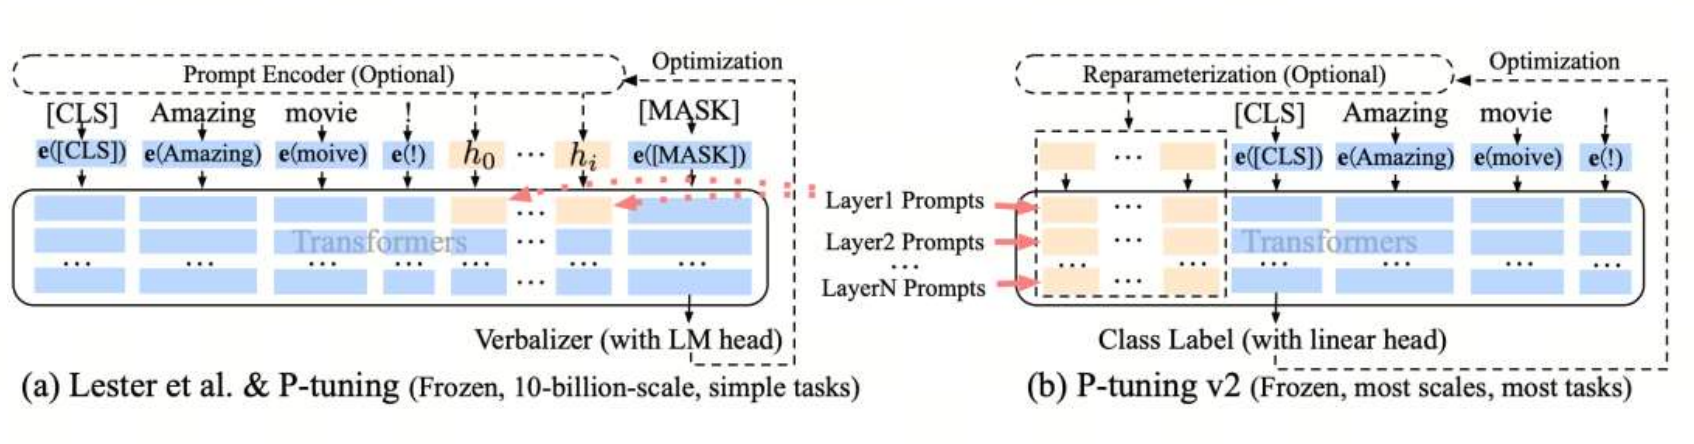 Prompt Encoder (Optional)
Optimization
[CLS] Amazing movie ! [MASK]
e([CLS]) e(Amazing) e(moive) e(!) h0 ... hi e([MASK])
...
Transformers ...
... ... ... ... ... ... ...
...
Verbalizer (with LM head)
(a) Lester et al. & P-tuning (Frozen, 10-billion-scale, simple tasks)
Layer1 Prompts
Layer2 Prompts
...
LayerN Prompts
Reparameterization (Optional)
Optimization
[CLS] Amazing movie !
... e([CLS]) e(Amazing) e(moive) e(!)
...
... Transformers
... ... ... ... ... ...
...
Class Label (with linear head)
(b) P-tuning v2 (Frozen, most scales, most tasks)